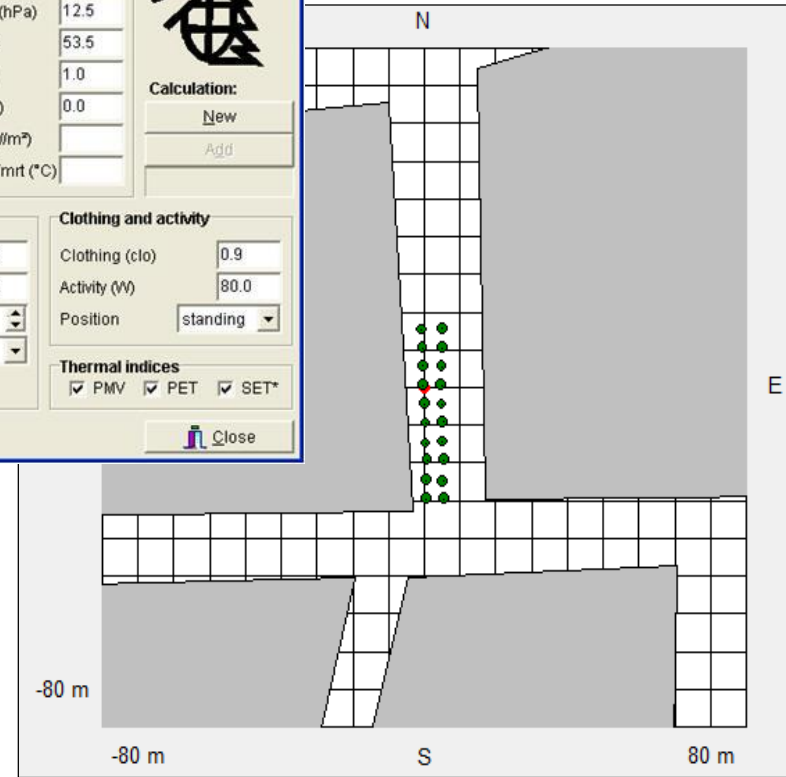 (hPa) 12.5
53.5
1.0
) 0.0
/m²)
mrt (°C)
Calculation:
New
Add
Clothing and activity
Clothing (clo) 0.9
Activity (W) 80.0
Position standing
Thermal indices
PMV PET SET*
Close
N
E
-80 m
-80 m S 80 m